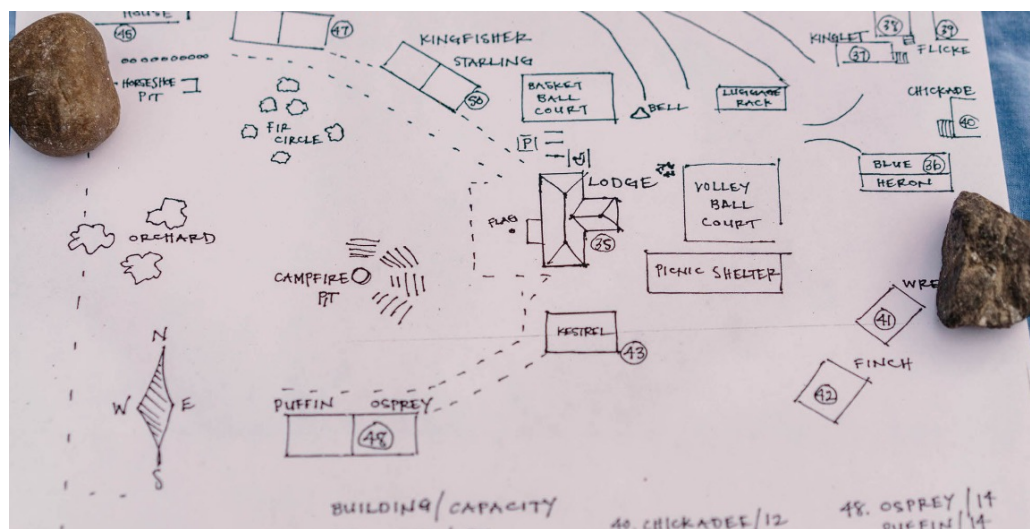 HOUSE
45
47
KINGFISHER
STARLING
50
HORSESHOE
PIT
FIR
CIRCLE
BASKET
BALL
COURT
P
BELL
LUGGAGE
RACK
KINGLET
37
38
39
FLICKE
CHICKADE
40
BLUE 36
HERON
LODGE
FLAG
35
VOLLEY
BALL
COURT
PICNIC SHELTER
ORCHARD
CAMPFIRE
PIT
WRE
41
FINCH
42
KESTREL
43
N
W E
S
PUFFIN OSPREY
48
BUILDING/CAPACITY
40. CHICKADEE/12
48. OSPREY/14
PUFFIN/14